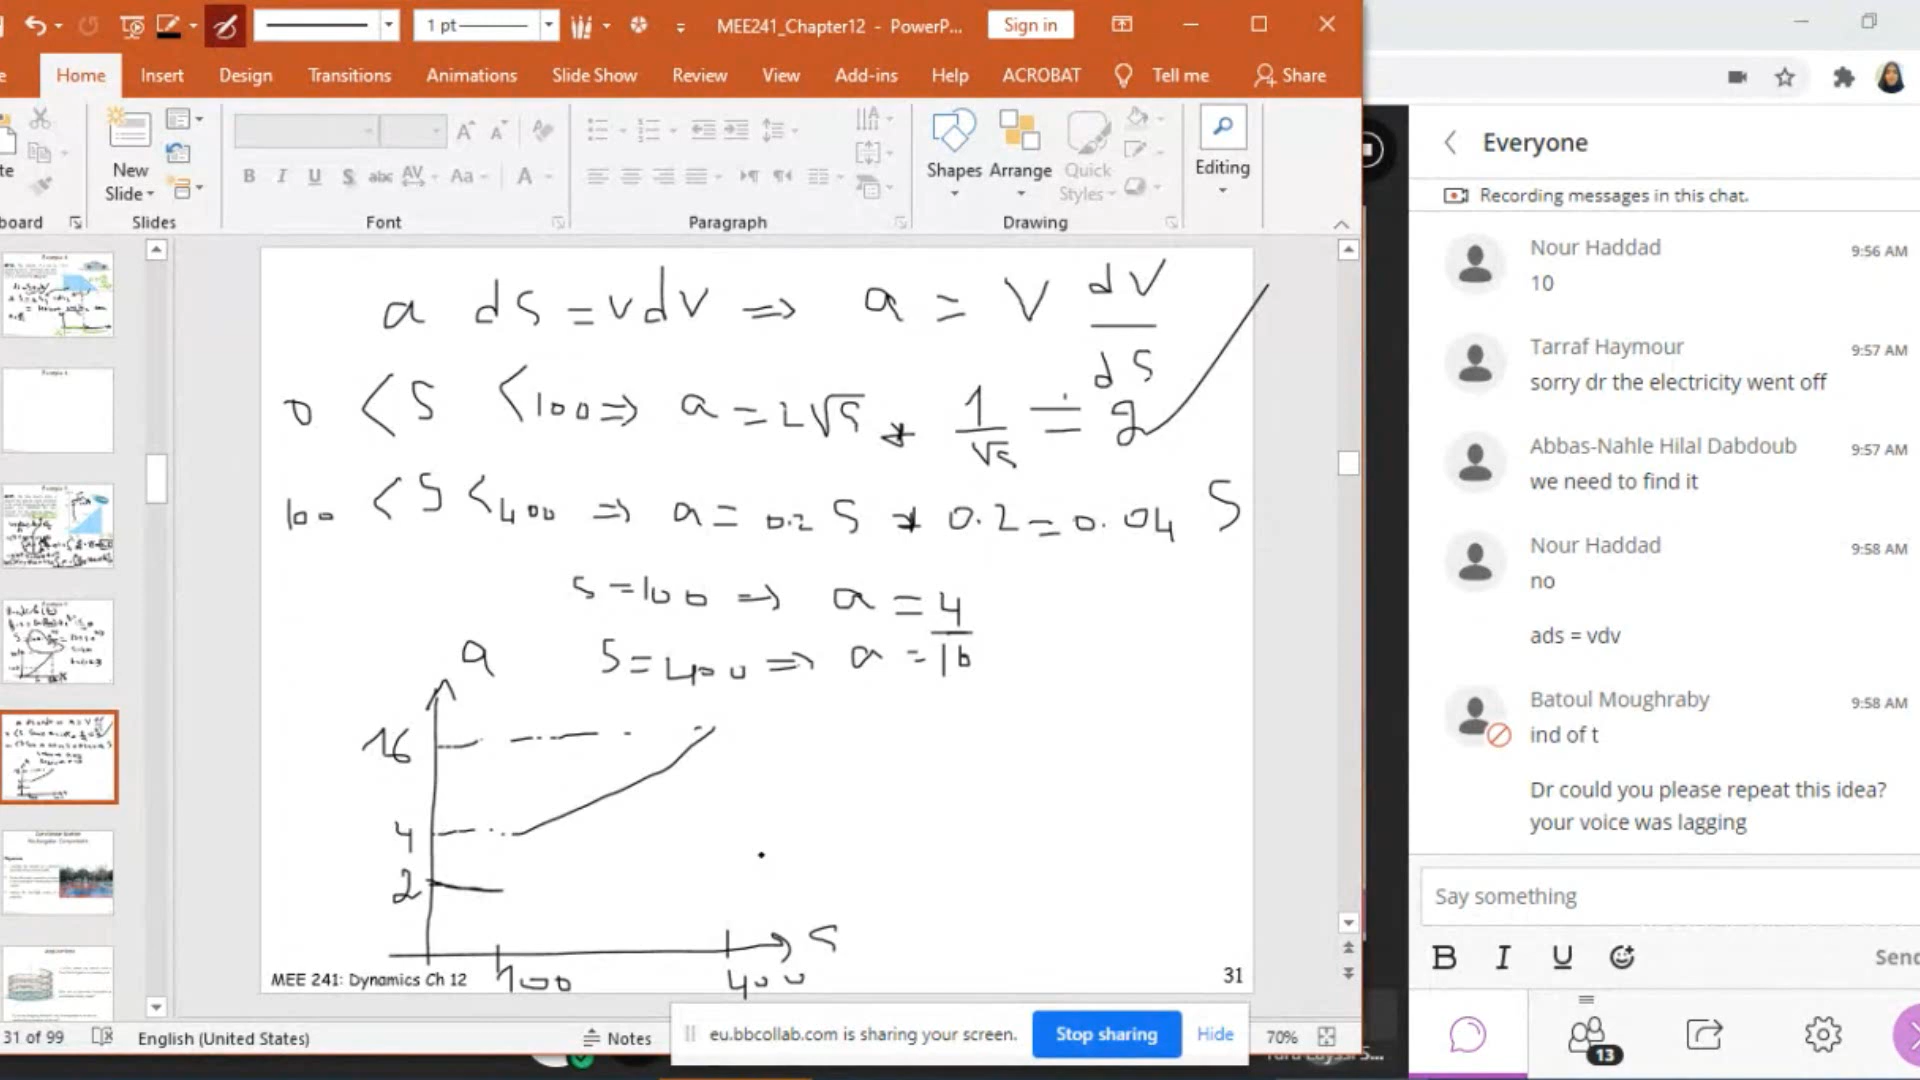 1 pt
MEE241_Chapter12 - PowerP...
Sign in
Home Insert Design Transitions Animations Slide Show Review View Add-ins Help ACROBAT Tell me Share
New
Slide
Shapes Arrange Quick
Styles
Editing
B I U S abc AV Aa A
Slides Font Paragraph Drawing
a ds = vdv => a = V dV
dS
0 < S < 100 => a = 2√S * 1 = 2
√S
100 < S < 400 => a = 0.2 S * 0.2 = 0.04 S
S = 100 => a = 4
S = 400 => a = 16
a
16
4
2
S
100 400
MEE 241: Dynamics Ch 12
31
31 of 99 English (United States) Notes
eu.bbcollab.com is sharing your screen. Stop sharing Hide
70%
Everyone
Recording messages in this chat.
Nour Haddad 9:56 AM
10
Tarraf Haymour 9:57 AM
sorry dr the electricity went off
Abbas-Nahle Hilal Dabdoub 9:57 AM
we need to find it
Nour Haddad 9:58 AM
no
ads = vdv
Batoul Moughraby 9:58 AM
ind of t
Dr could you please repeat this idea?
your voice was lagging
Say something
B I U
13